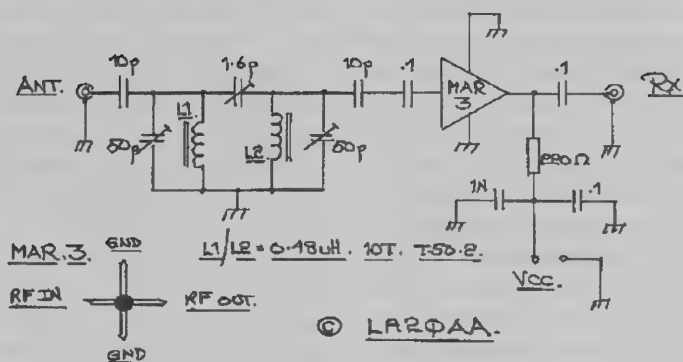 10p
1.6p
10p
.1
.1
ANT.
MAR
3
Rx
L1
50p
L2
50p
220Ω
1N
.1
MAR.3.
GND
L1/L2 = 0.48uH. 10T. T.50.2.
RF IN
RF OUT.
GND
VCC.
© LA2ΦAA.